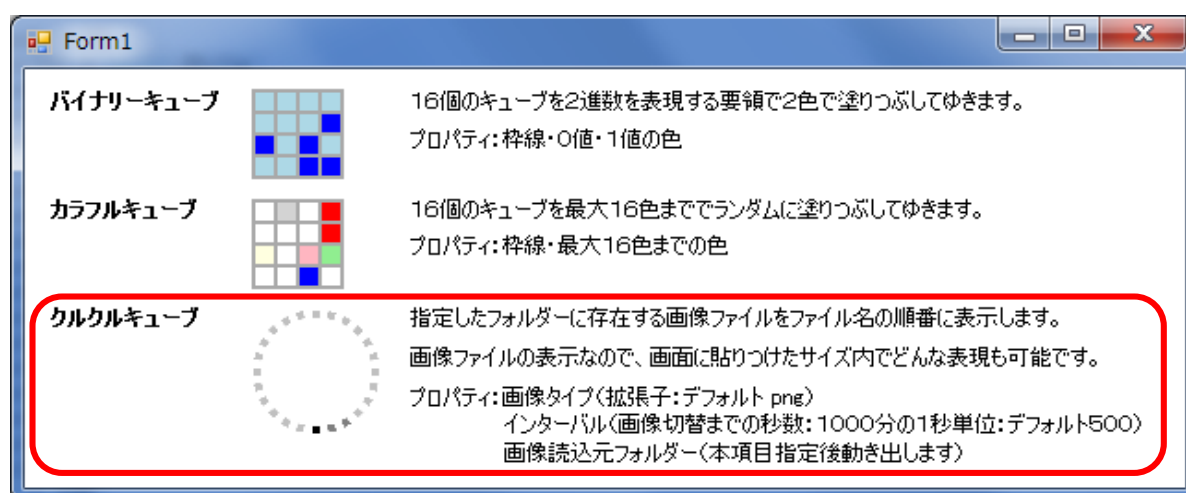 Form1
バイナリーキューブ
16個のキューブを2進数を表現する要領で2色で塗りつぶしてゆきます。
プロパティ：枠線・0値・1値の色
カラフルキューブ
16個のキューブを最大16色まででランダムに塗りつぶしてゆきます。
プロパティ：枠線・最大16色までの色
クルクルキューブ
指定したフォルダーに存在する画像ファイルをファイル名の順番に表示します。
画像ファイルの表示なので、画面に貼りつけたサイズ内でどんな表現も可能です。
プロパティ：画像タイプ（拡張子：デフォルト png）
インターバル（画像切替までの秒数：1000分の1秒単位：デフォルト500）
画像読込元フォルダー（本項目指定後動き出します）